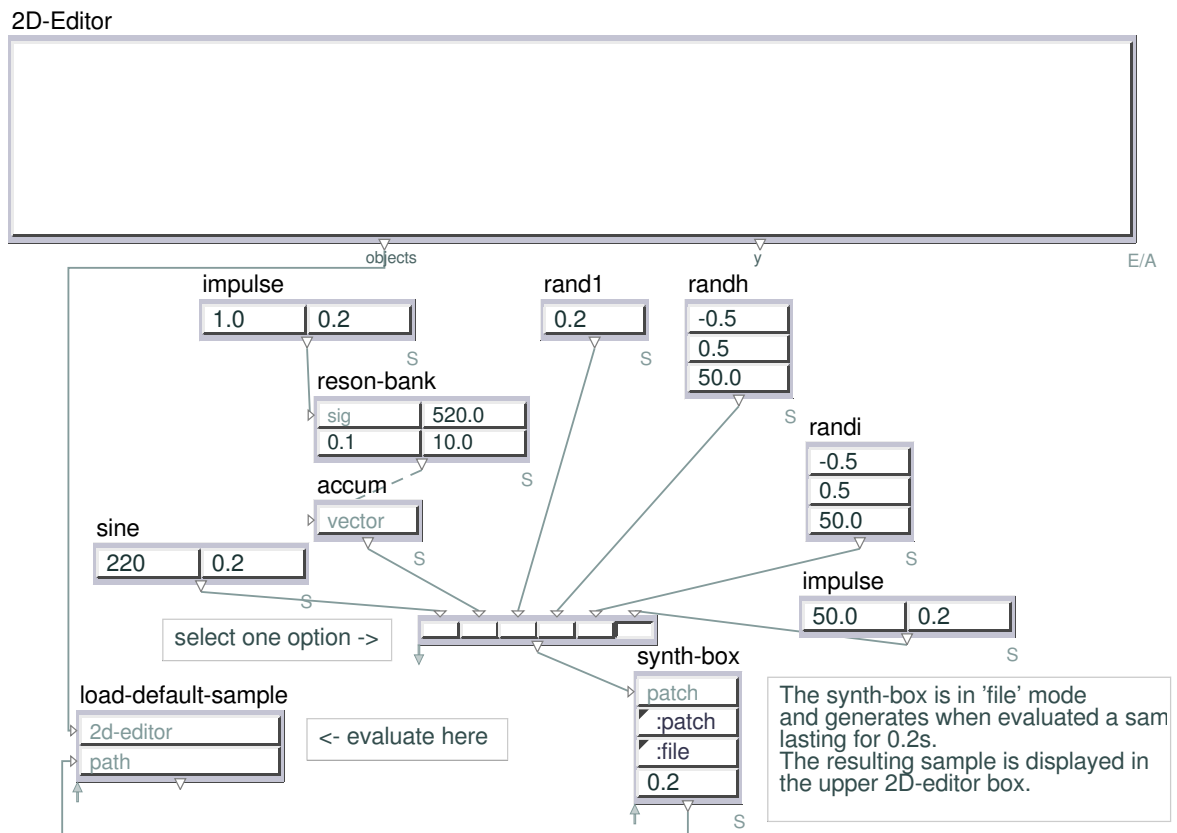 2D-Editor
objects
y
E/A
impulse
1.0 0.2
S
rand1
0.2
S
randh
-0.5
0.5
50.0
S
reson-bank
sig 520.0
0.1 10.0
S
randi
-0.5
0.5
50.0
S
accum
vector
S
sine
220 0.2
S
impulse
50.0 0.2
S
select one option ->
synth-box
patch
:patch
:file
0.2
S
load-default-sample
2d-editor
path
<- evaluate here
The synth-box is in 'file' mode
and generates when evaluated a sam
lasting for 0.2s.
The resulting sample is displayed in
the upper 2D-editor box.